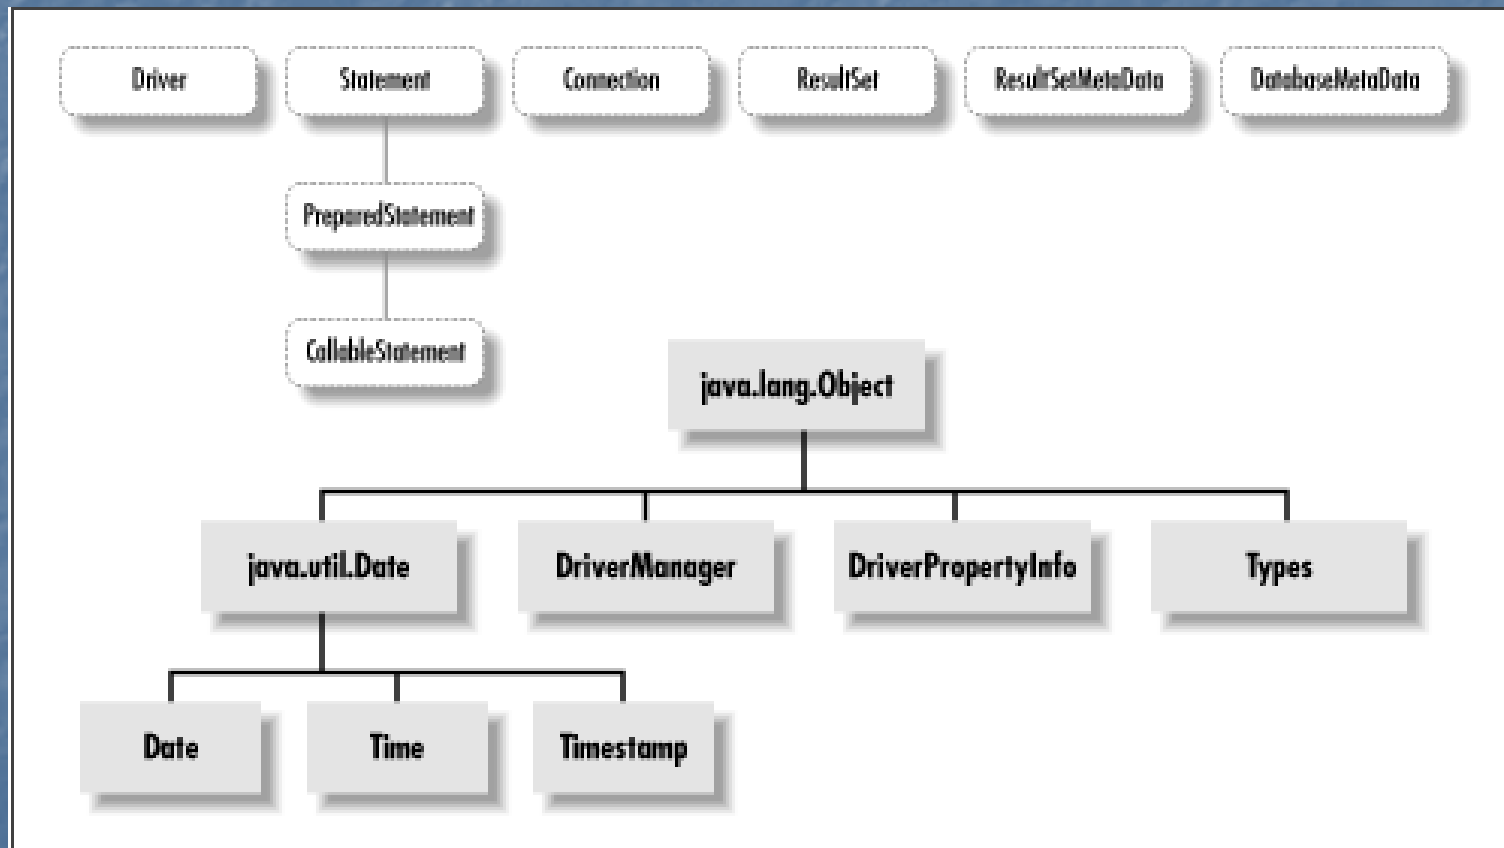 Driver
Statement
Connection
ResultSet
ResultSetMetaData
DatabaseMetaData
PreparedStatement
CallableStatement
java.lang.Object
java.util.Date
DriverManager
DriverPropertyInfo
Types
Date
Time
Timestamp